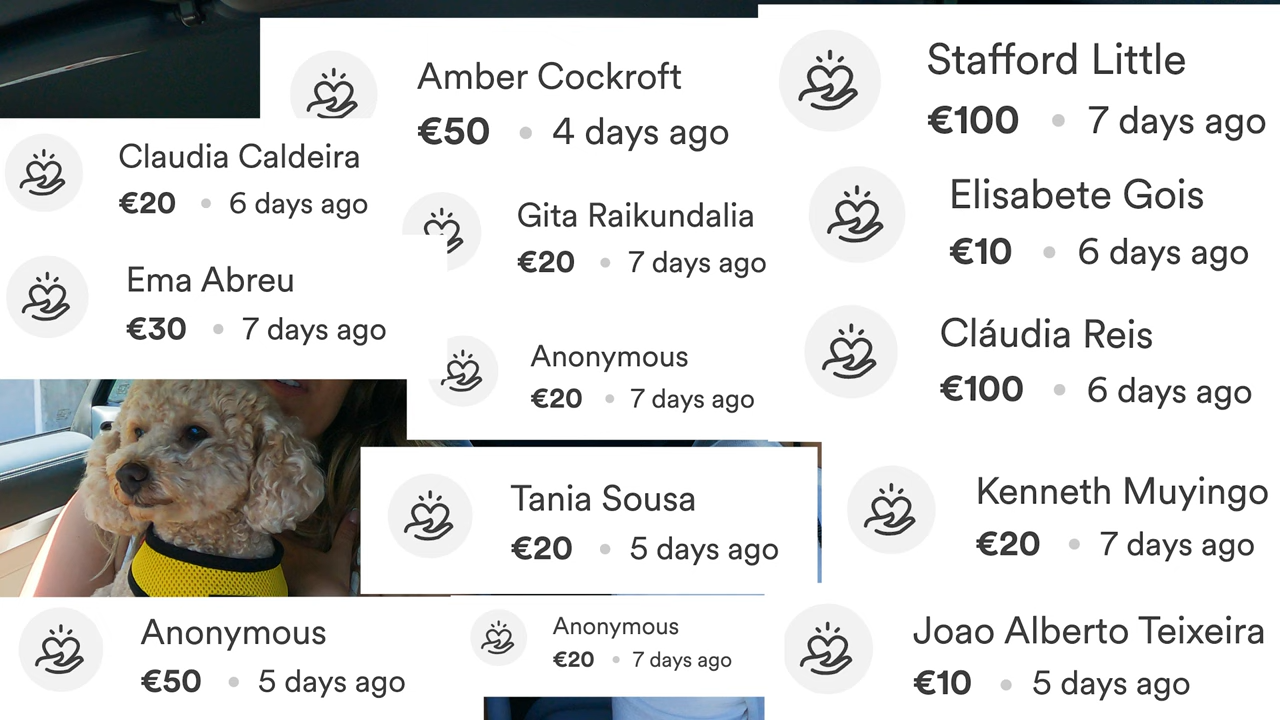 Amber Cockroft
€50 • 4 days ago
Stafford Little
€100 • 7 days ago
Claudia Caldeira
€20 • 6 days ago
Gita Raikundalia
€20 • 7 days ago
Elisabete Gois
€10 • 6 days ago
Ema Abreu
€30 • 7 days ago
Anonymous
€20 • 7 days ago
Cláudia Reis
€100 • 6 days ago
Tania Sousa
€20 • 5 days ago
Kenneth Muyingo
€20 • 7 days ago
Anonymous
€50 • 5 days ago
Anonymous
€20 • 7 days ago
Joao Alberto Teixeira
€10 • 5 days ago